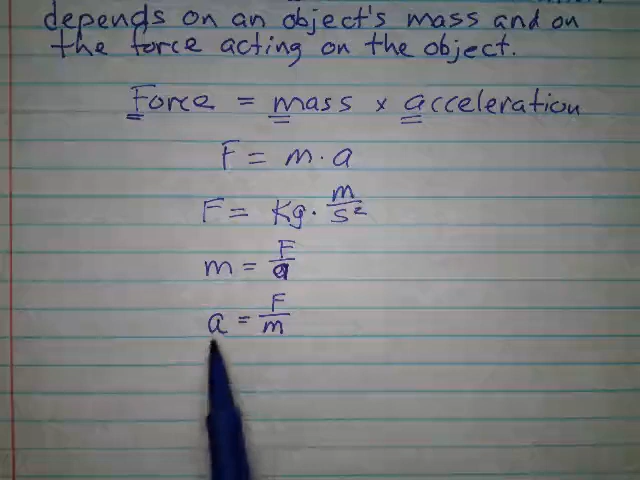 depends on an object's mass and on
the force acting on the object.
Force = mass x acceleration
F = m · a
F = Kg · m/s²
m = F/a
a = F/m